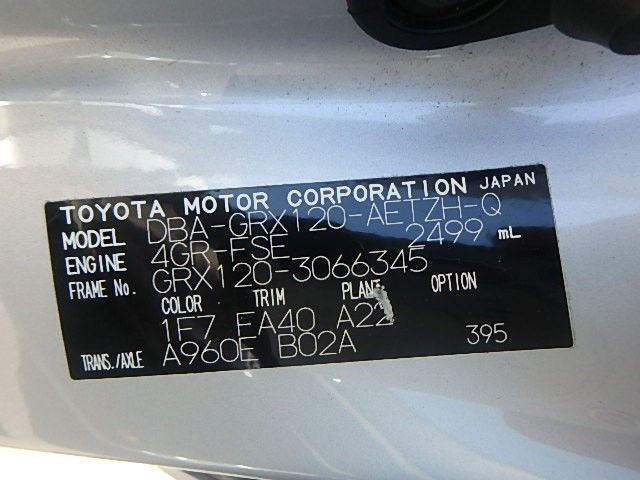 TOYOTA MOTOR CORPORATION JAPAN
MODEL DBA-GRX120-AETZH-Q
ENGINE 4GR-FSE 2499 mL
FRAME No. GRX120-3066345
COLOR TRIM PLANT OPTION
1F7 FA40 A22
TRANS./AXLE A960E B02A 395